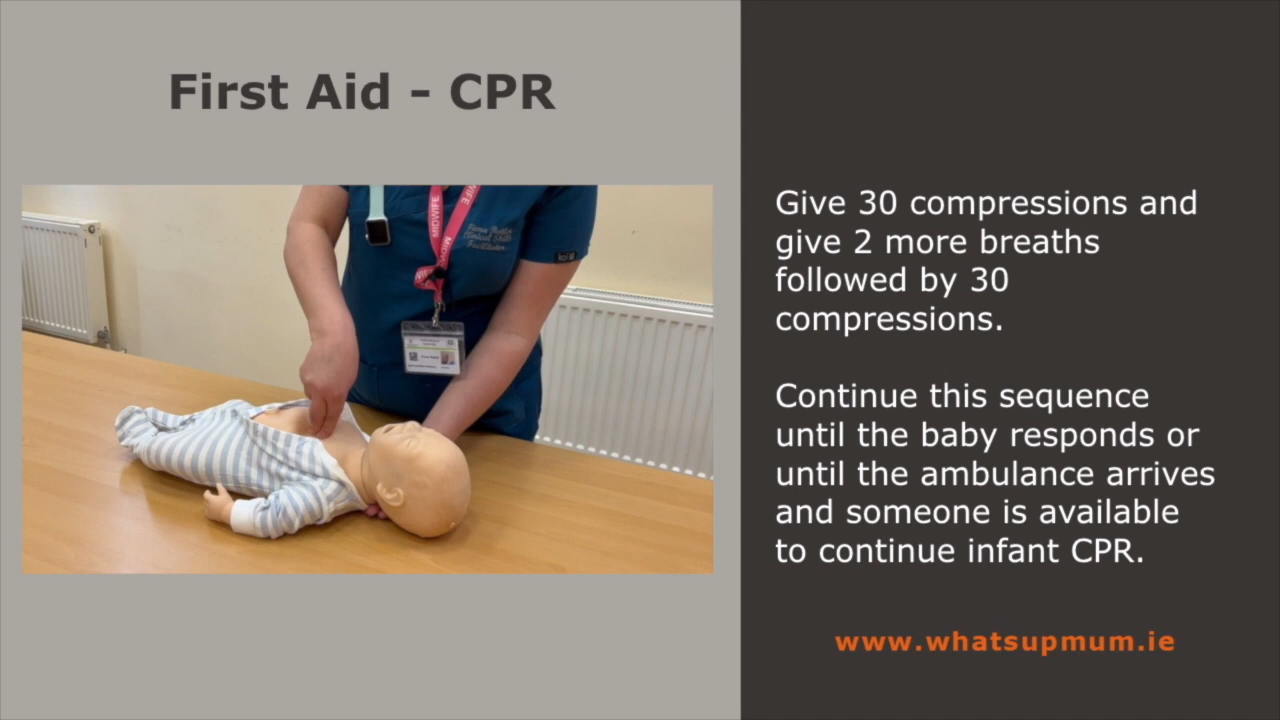 First Aid - CPR
MIDWIFE
Give 30 compressions and
give 2 more breaths
followed by 30
compressions.
Continue this sequence
until the baby responds or
until the ambulance arrives
and someone is available
to continue infant CPR.
www.whatsupmum.ie